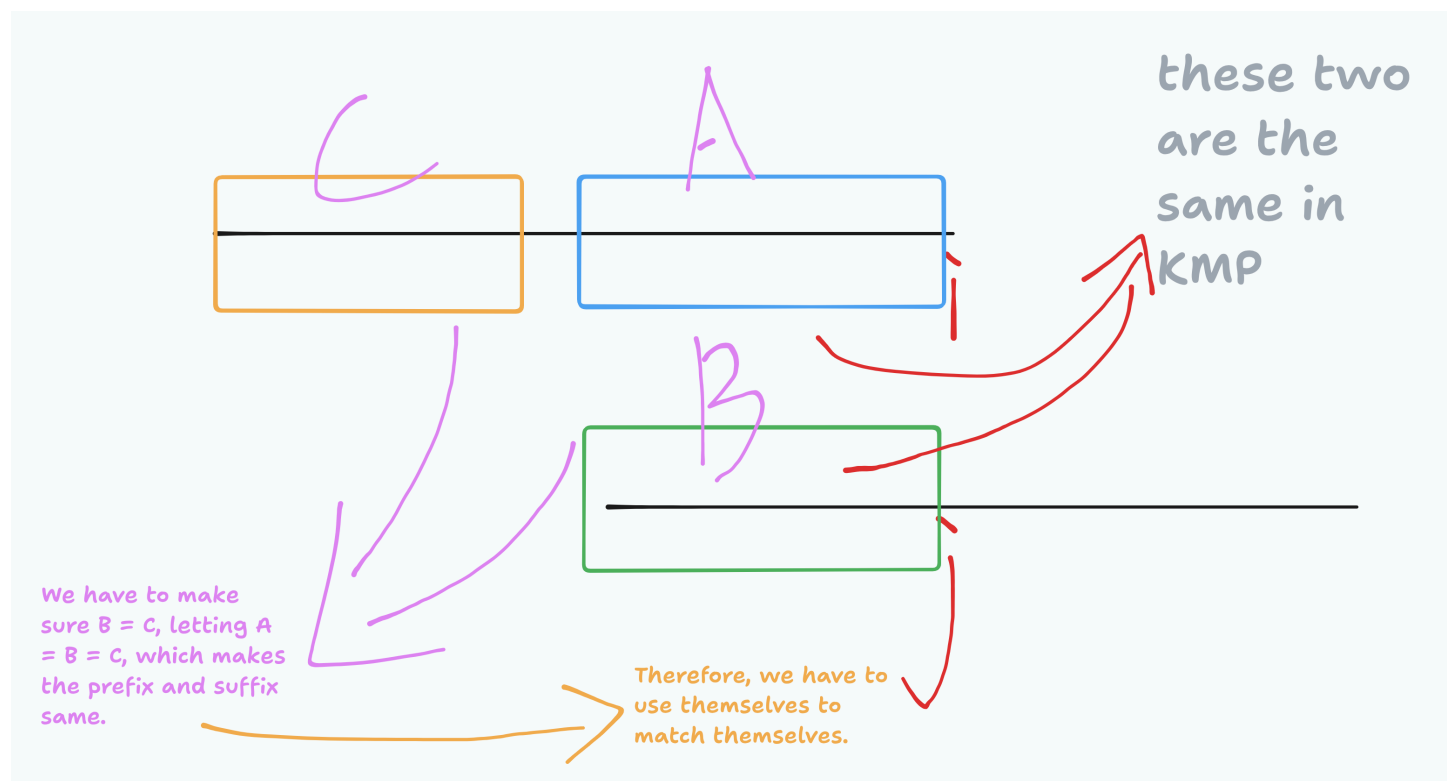 C
A
these two
are the
same in
KMP
B
We have to make
sure B = C, letting A
= B = C, which makes
the prefix and suffix
same.
Therefore, we have to
use themselves to
match themselves.